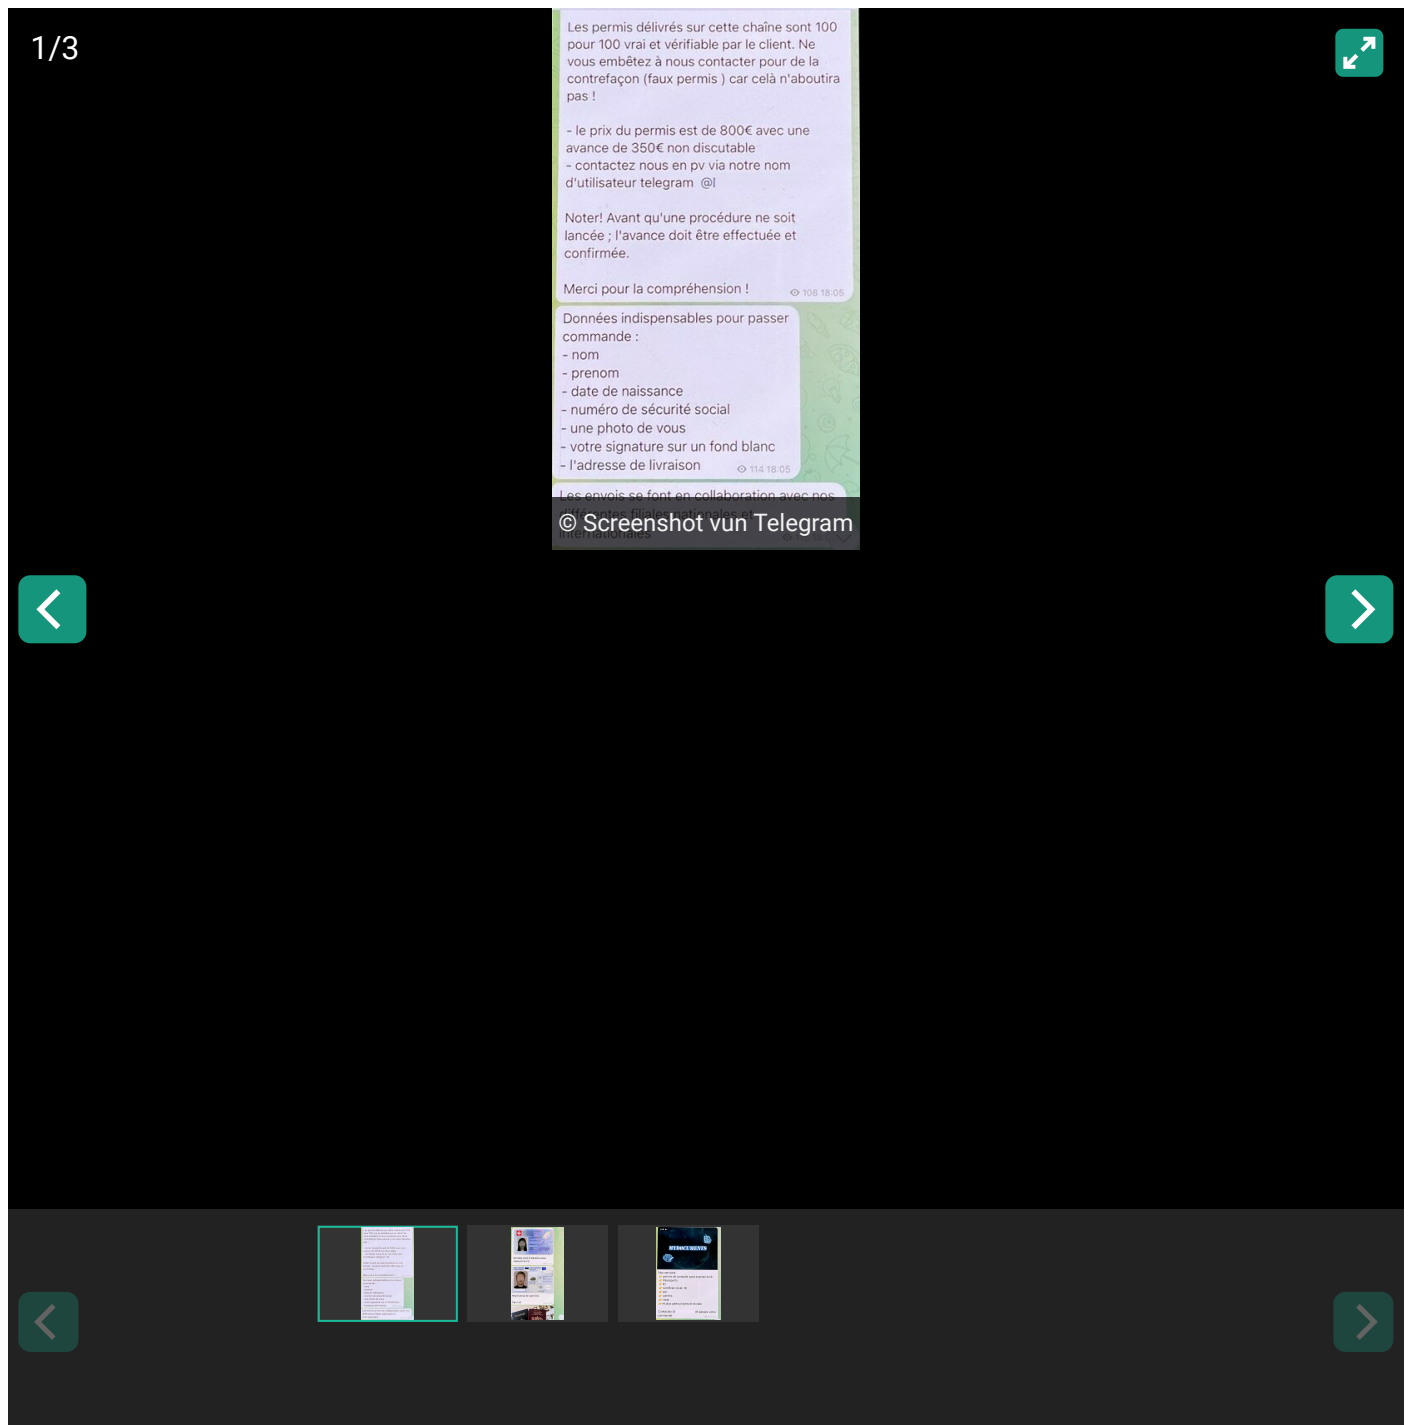 1/3
Les permis délivrés sur cette chaîne sont 100
pour 100 vrai et vérifiable par le client. Ne
vous embêtez à nous contacter pour de la
contrefaçon (faux permis ) car celà n'aboutira
pas !
- le prix du permis est de 800€ avec une
avance de 350€ non discutable
- contactez nous en pv via notre nom
d'utilisateur telegram @l
Noter! Avant qu'une procédure ne soit
lancée ; l'avance doit être effectuée et
confirmée.
Merci pour la compréhension !
108 18:05
Données indispensables pour passer
commande :
- nom
- prenom
- date de naissance
- numéro de sécurité social
- une photo de vous
- votre signature sur un fond blanc
- l'adresse de livraison
114 18:05
Les envois se font en collaboration avec nos
différentes filiales nationales et
internationales
© Screenshot vun Telegram
MYDOCUMENTS